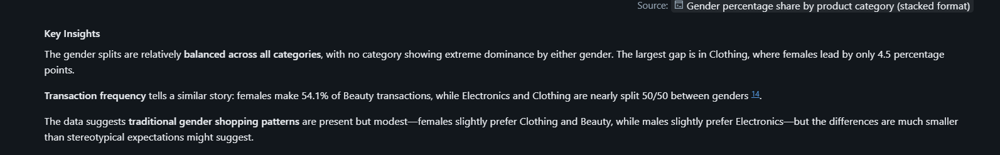 Source: Gender percentage share by product category (stacked format)
Key Insights
The gender splits are relatively balanced across all categories, with no category showing extreme dominance by either gender. The largest gap is in Clothing, where females lead by only 4.5 percentage
points.
Transaction frequency tells a similar story: females make 54.1% of Beauty transactions, while Electronics and Clothing are nearly split 50/50 between genders 14.
The data suggests traditional gender shopping patterns are present but modest—females slightly prefer Clothing and Beauty, while males slightly prefer Electronics—but the differences are much smaller
than stereotypical expectations might suggest.